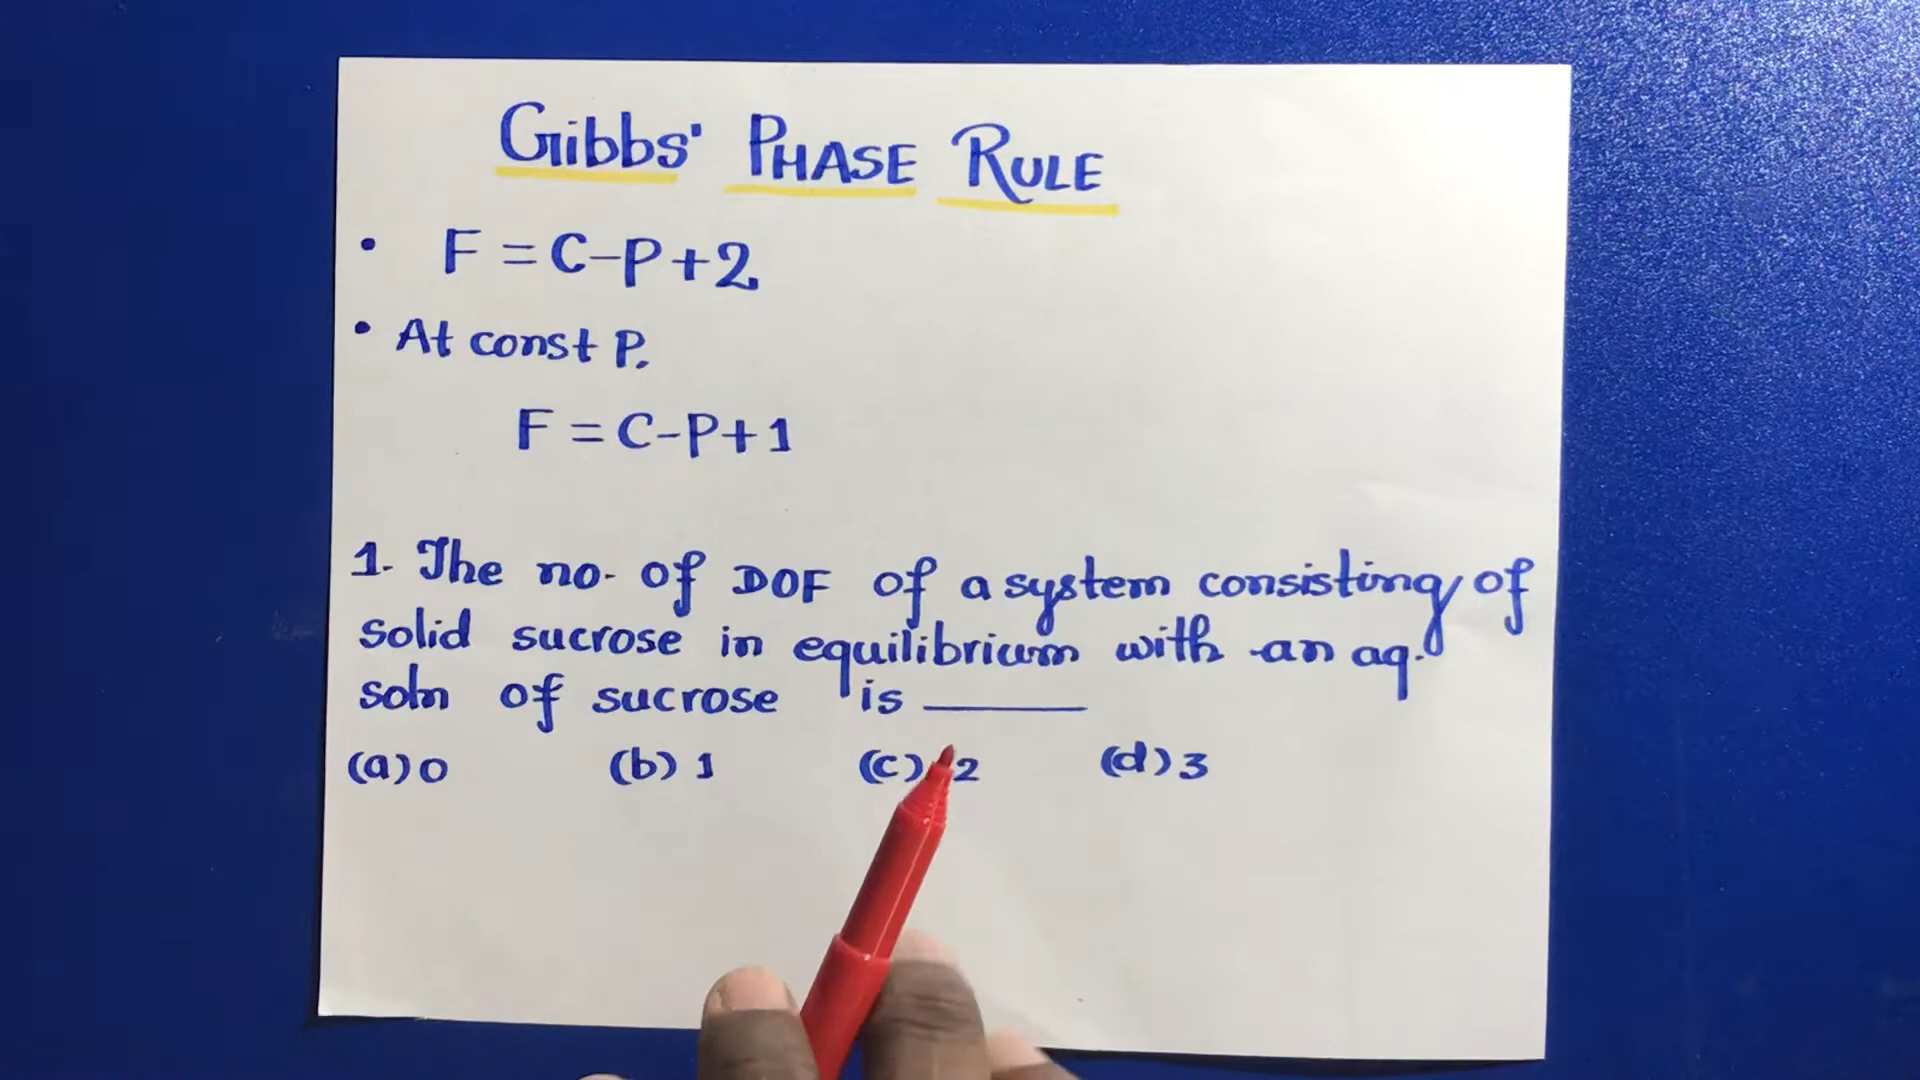 Gibbs' PHASE RULE
• F = C-P+2
• At const P.
F = C-P+1
1. The no. of DOF of a system consisting of
solid sucrose in equilibrium with an aq.
soln of sucrose is ______
(a) 0 (b) 1 (c) 2 (d) 3